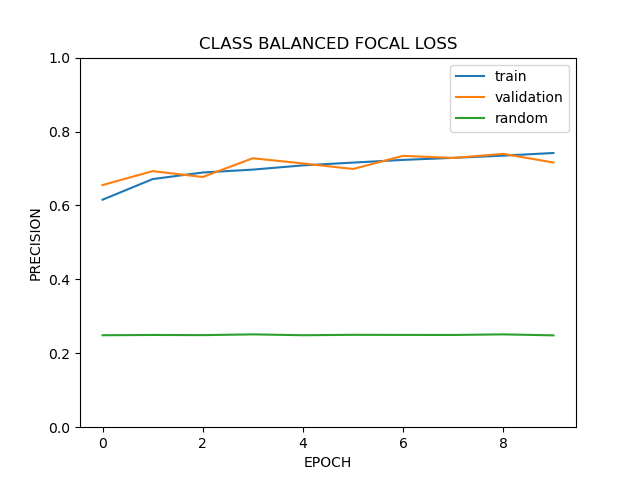 CLASS BALANCED FOCAL LOSS
train
validation
random
PRECISION
1.0
0.8
0.6
0.4
0.2
0.0
0 2 4 6 8
EPOCH